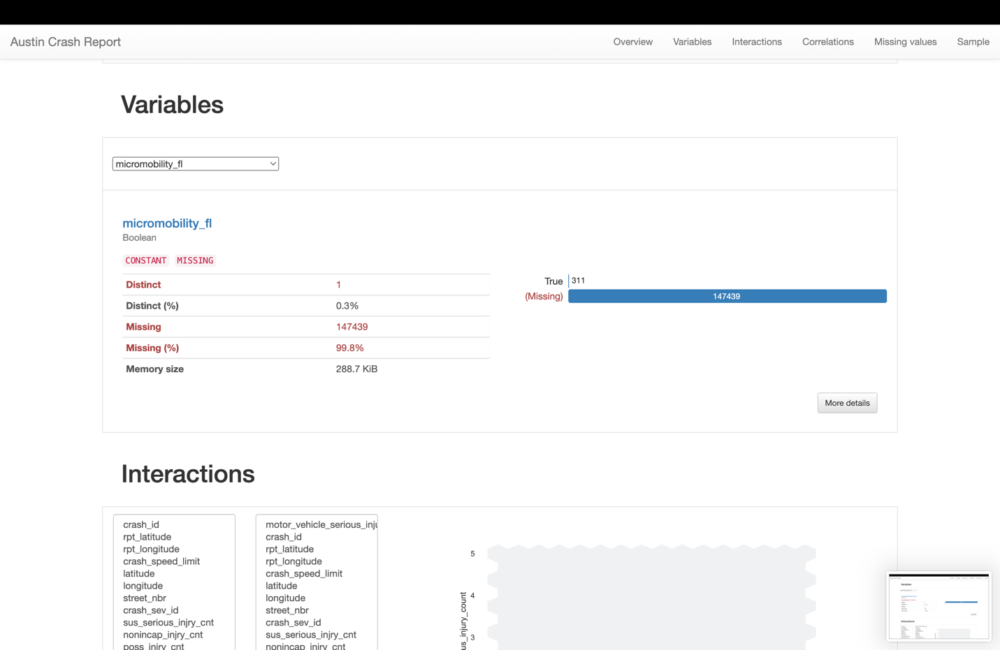 Austin Crash Report
Overview
Variables
Interactions
Correlations
Missing values
Sample
Variables
micromobility_fl
micromobility_fl
Boolean
CONSTANT MISSING
Distinct 1
Distinct (%) 0.3%
Missing 147439
Missing (%) 99.8%
Memory size 288.7 KiB
True 311
(Missing) 147439
More details
Interactions
crash_id
rpt_latitude
rpt_longitude
crash_speed_limit
latitude
longitude
street_nbr
crash_sev_id
sus_serious_injry_cnt
nonincap_injry_cnt
poss_injry_cnt
motor_vehicle_serious_inju
crash_id
rpt_latitude
rpt_longitude
crash_speed_limit
latitude
longitude
street_nbr
crash_sev_id
sus_serious_injry_cnt
nonincap_injry_cnt
5
4
3
us_injury_count
Variables
Interactions